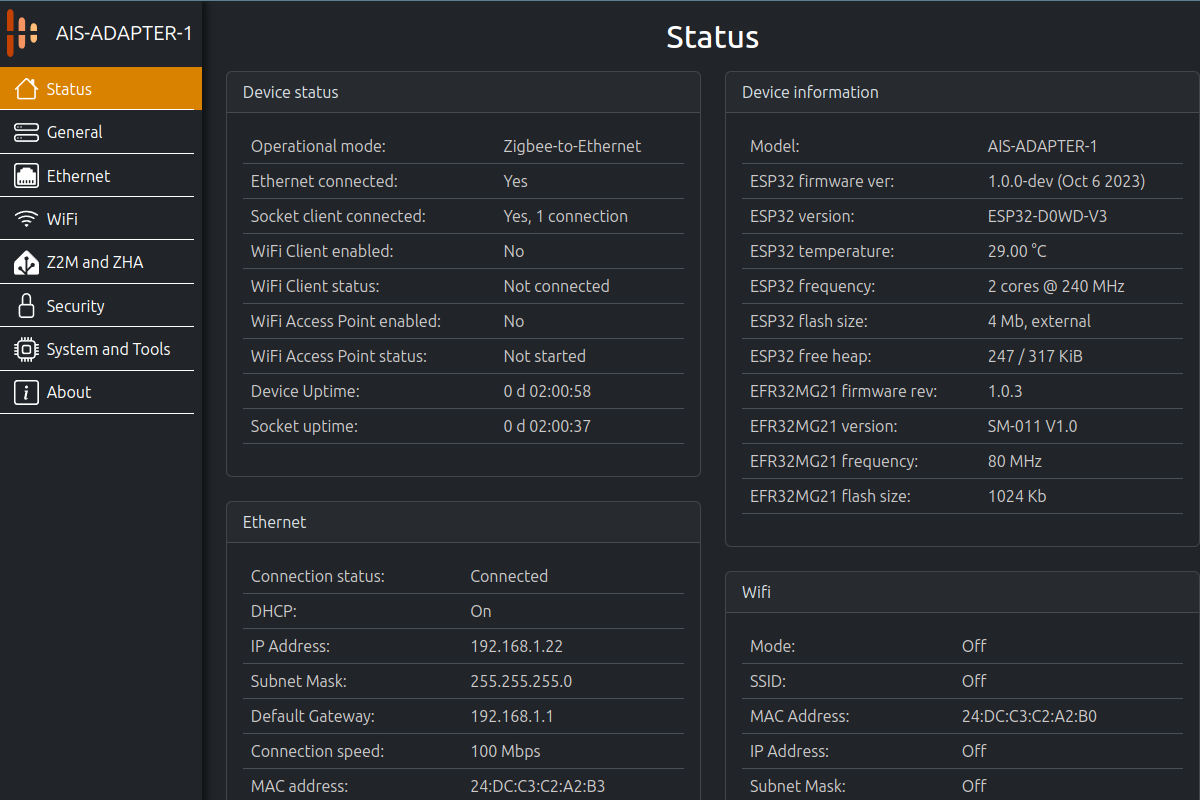 AIS-ADAPTER-1
Status
General
Ethernet
WiFi
Z2M and ZHA
Security
System and Tools
About
Status
Device status
Operational mode: Zigbee-to-Ethernet
Ethernet connected: Yes
Socket client connected: Yes, 1 connection
WiFi Client enabled: No
WiFi Client status: Not connected
WiFi Access Point enabled: No
WiFi Access Point status: Not started
Device Uptime: 0 d 02:00:58
Socket uptime: 0 d 02:00:37
Ethernet
Connection status: Connected
DHCP: On
IP Address: 192.168.1.22
Subnet Mask: 255.255.255.0
Default Gateway: 192.168.1.1
Connection speed: 100 Mbps
MAC address: 24:DC:C3:C2:A2:B3
Device information
Model: AIS-ADAPTER-1
ESP32 firmware ver: 1.0.0-dev (Oct 6 2023)
ESP32 version: ESP32-D0WD-V3
ESP32 temperature: 29.00 °C
ESP32 frequency: 2 cores @ 240 MHz
ESP32 flash size: 4 Mb, external
ESP32 free heap: 247 / 317 KiB
EFR32MG21 firmware rev: 1.0.3
EFR32MG21 version: SM-011 V1.0
EFR32MG21 frequency: 80 MHz
EFR32MG21 flash size: 1024 Kb
Wifi
Mode: Off
SSID: Off
MAC Address: 24:DC:C3:C2:A2:B0
IP Address: Off
Subnet Mask: Off